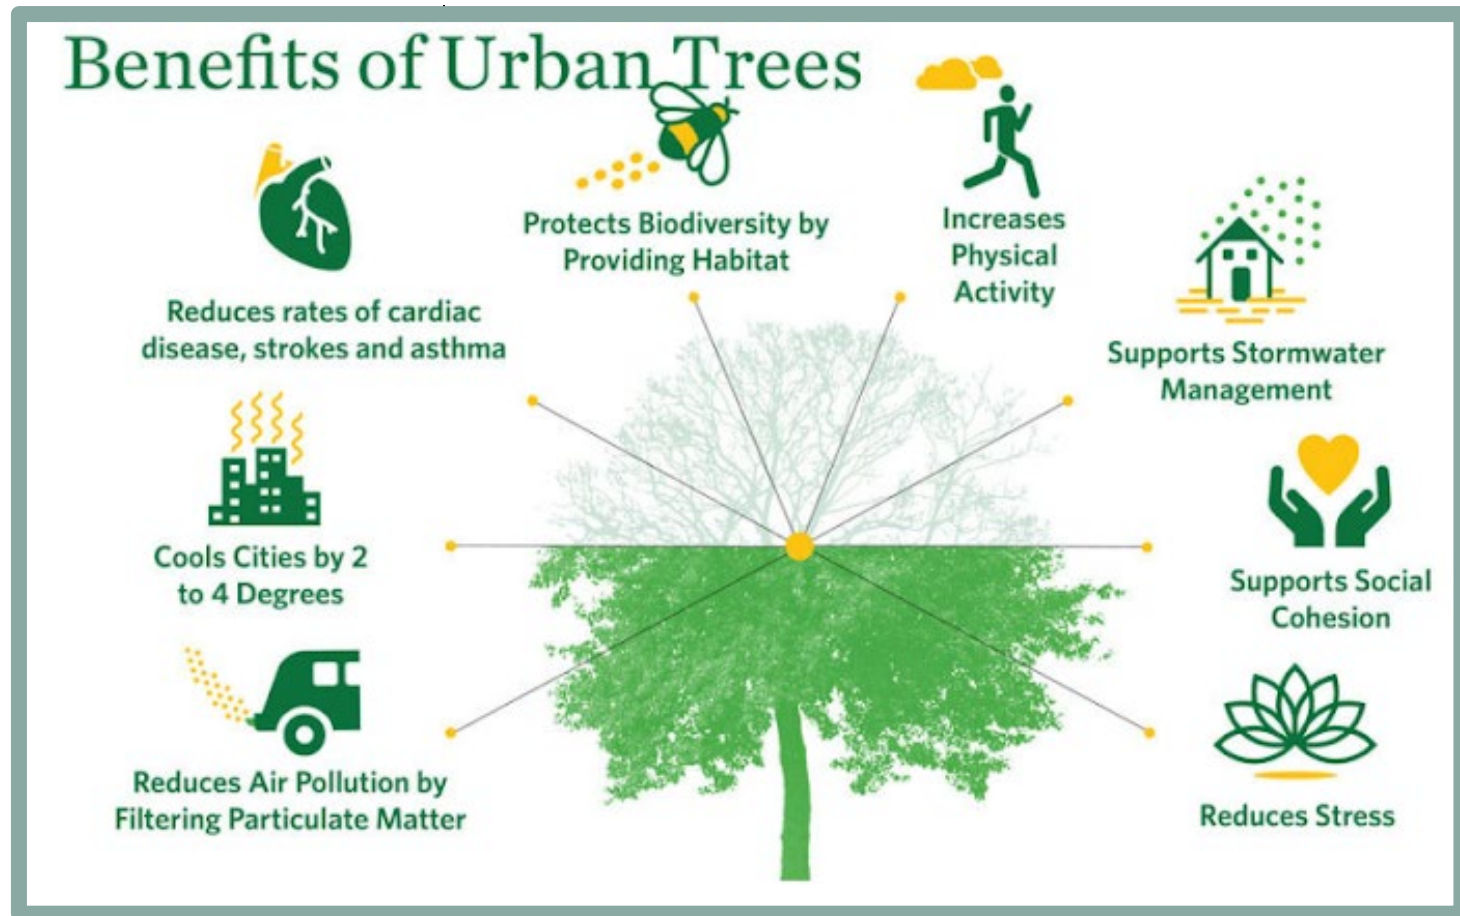 Benefits of Urban Trees
Reduces rates of cardiac
disease, strokes and asthma
Protects Biodiversity by
Providing Habitat
Increases
Physical
Activity
Supports Stormwater
Management
Cools Cities by 2
to 4 Degrees
Supports Social
Cohesion
Reduces Air Pollution by
Filtering Particulate Matter
Reduces Stress